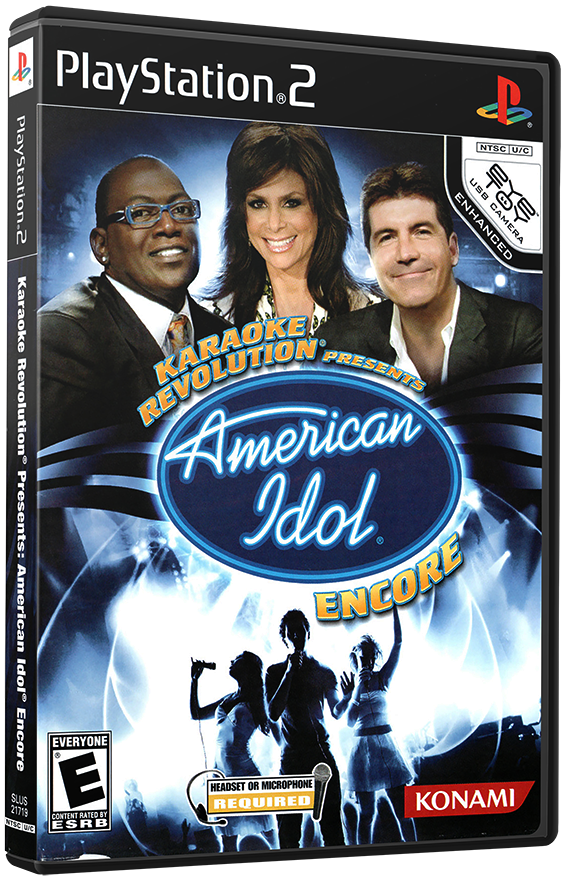 PlayStation®2
NTSC U/C
EYE
TOY
USB CAMERA
ENHANCED
KARAOKE
REVOLUTION® PRESENTS
American
Idol®
ENCORE
EVERYONE
E
CONTENT RATED BY
ESRB
HEADSET OR MICROPHONE
REQUIRED
KONAMI
PlayStation®2
Karaoke Revolution® Presents: American Idol® Encore
SLUS
21719
NTSC U/C